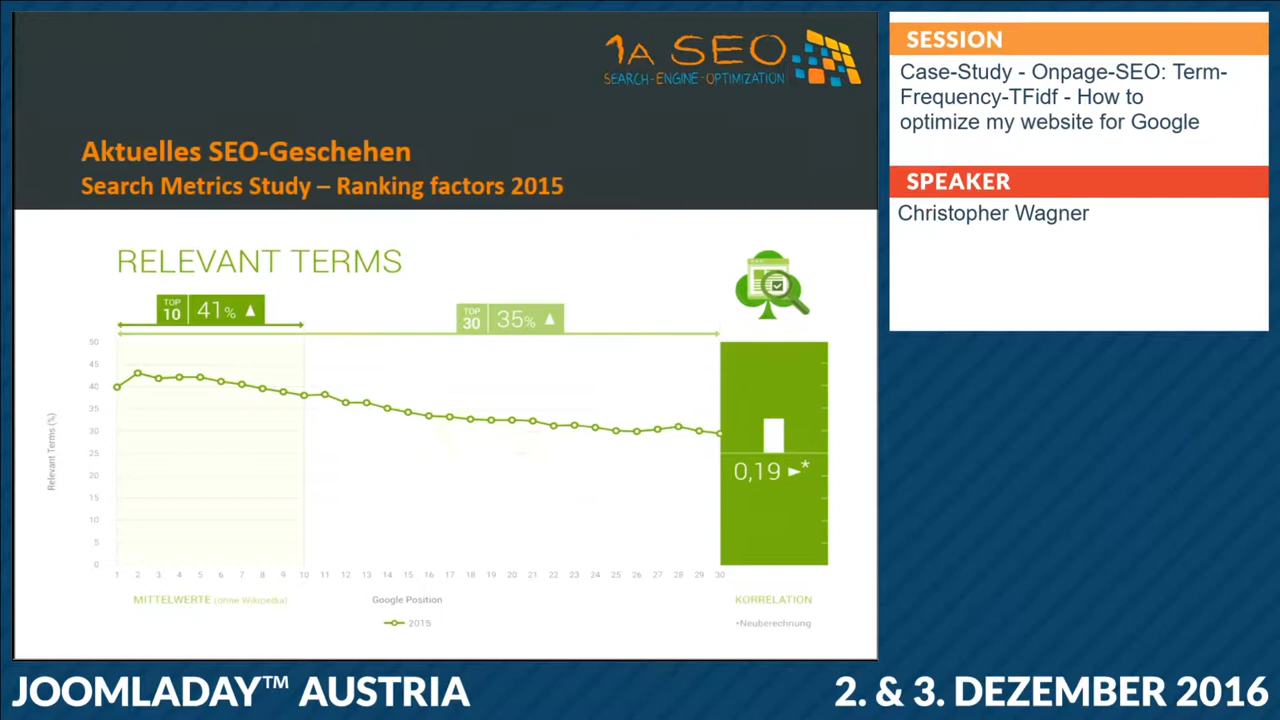 1A SEO
SEARCH-ENGINE-OPTIMIZATION
Aktuelles SEO-Geschehen
Search Metrics Study – Ranking factors 2015
RELEVANT TERMS
TOP 10 41% ▲
TOP 30 35% ▲
50
45
40
35
30
25
20
15
10
5
0
Relevant Terms (%)
1 2 3 4 5 6 7 8 9 10 11 12 13 14 15 16 17 18 19 20 21 22 23 24 25 26 27 28 29 30
MITTELWERTE (ohne Wikipedia)
Google Position
2015
0,19 ►*
KORRELATION
*Neuberechnung
SESSION
Case-Study - Onpage-SEO: Term-
Frequency-TFidf - How to
optimize my website for Google
SPEAKER
Christopher Wagner
JOOMLADAY™ AUSTRIA
2. & 3. DEZEMBER 2016